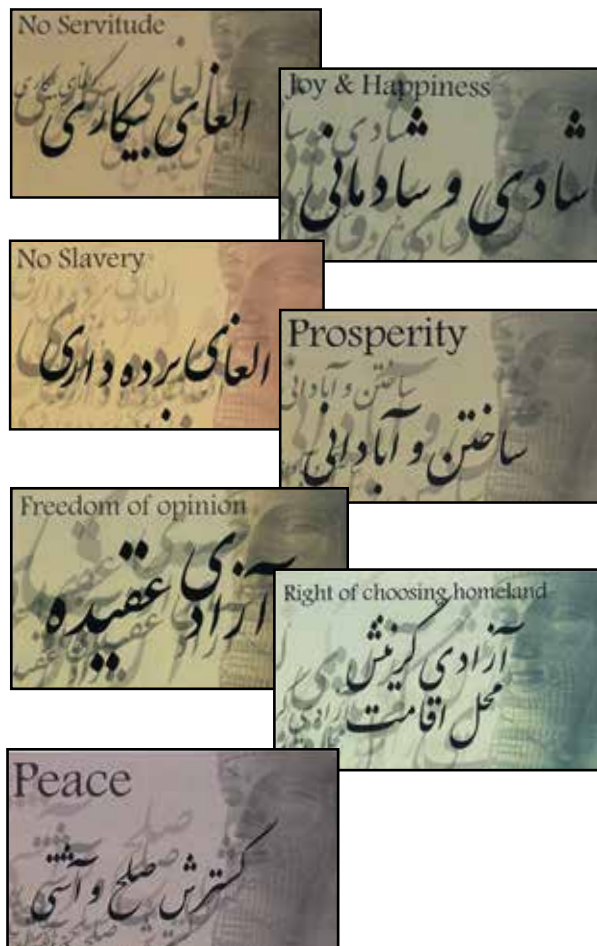 No Servitude
الغای بیگاری
Joy & Happiness
شادی و شادمانی
No Slavery
الغای برده داری
Prosperity
ساختن و آبادانی
Freedom of opinion
آزادی عقیده
Right of choosing homeland
آزادی گزینش
محل اقامت
Peace
گسترش صلح و آشتی